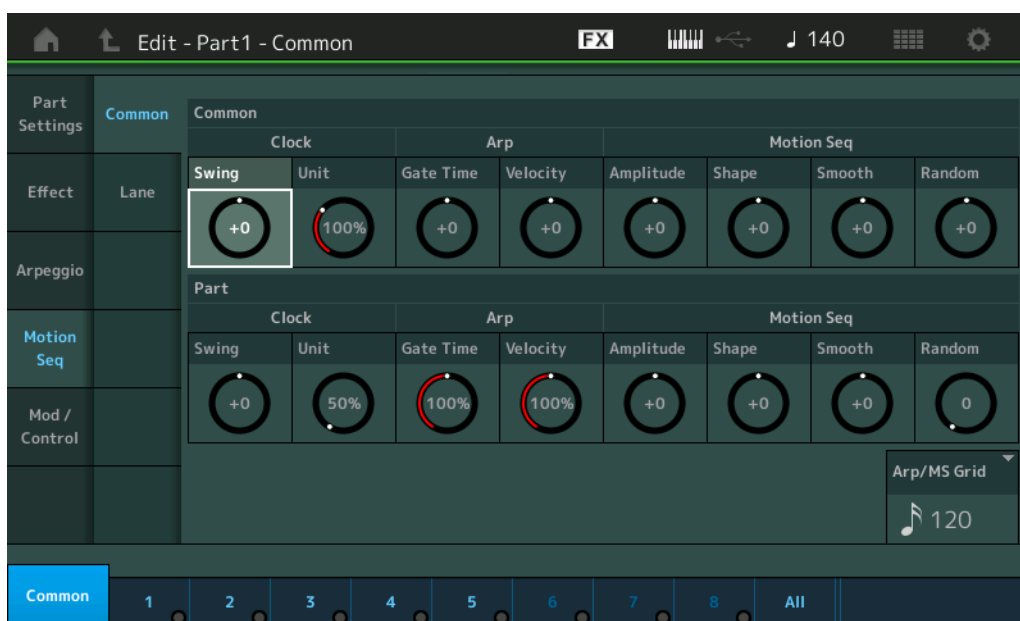 Edit - Part1 - Common
FX
140
Part
Settings
Effect
Arpeggio
Motion
Seq
Mod /
Control
Common
Lane
Common
Clock Arp Motion Seq
Swing Unit Gate Time Velocity Amplitude Shape Smooth Random
+0 100% +0 +0 +0 +0 +0 +0
Part
Clock Arp Motion Seq
Swing Unit Gate Time Velocity Amplitude Shape Smooth Random
+0 50% 100% 100% +0 +0 +0 0
Arp/MS Grid
120
Common 1 2 3 4 5 6 7 8 All